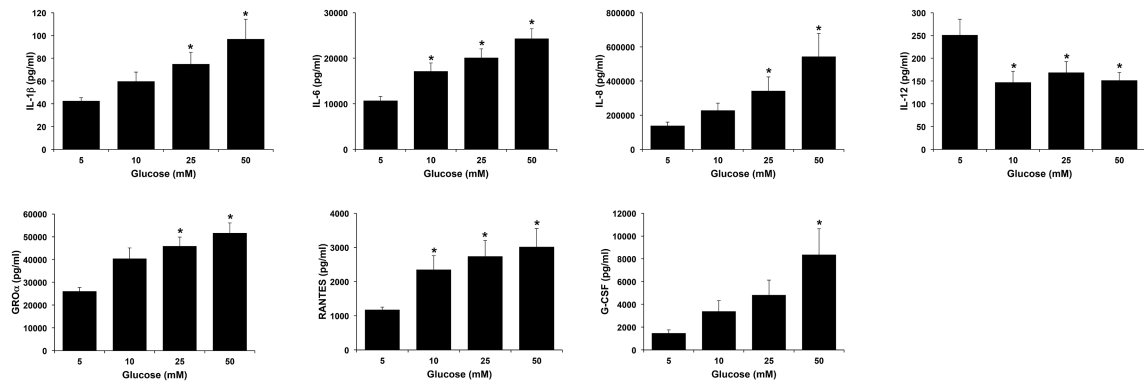 120
100
80
60
40
20
0
IL-1β (pg/ml)
* *
5 10 25 50
Glucose (mM)
30000
20000
10000
0
IL-6 (pg/ml)
* * *
5 10 25 50
Glucose (mM)
800000
600000
400000
200000
0
IL-8 (pg/ml)
* *
5 10 25 50
Glucose (mM)
300
250
200
150
100
50
0
IL-12 (pg/ml)
* * *
5 10 25 50
Glucose (mM)
60000
50000
40000
30000
20000
10000
0
GROα (pg/ml)
* *
5 10 25 50
Glucose (mM)
4000
3000
2000
1000
0
RANTES (pg/ml)
* * *
5 10 25 50
Glucose (mM)
12000
10000
8000
6000
4000
2000
0
G-CSF (pg/ml)
*
5 10 25 50
Glucose (mM)